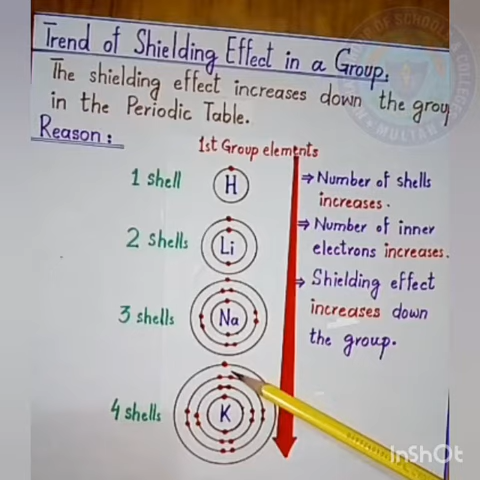 Trend of Shielding Effect in a Group.
The shielding effect increases down the group
in the Periodic Table.
Reason:
1st Group elements
1 shell
H
⇒ Number of shells
increases.
2 shells
Li
⇒ Number of inner
electrons increases.
3 shells
Na
⇒ Shielding effect
increases down
the group.
4 shells
K
InShOt
MULTAN